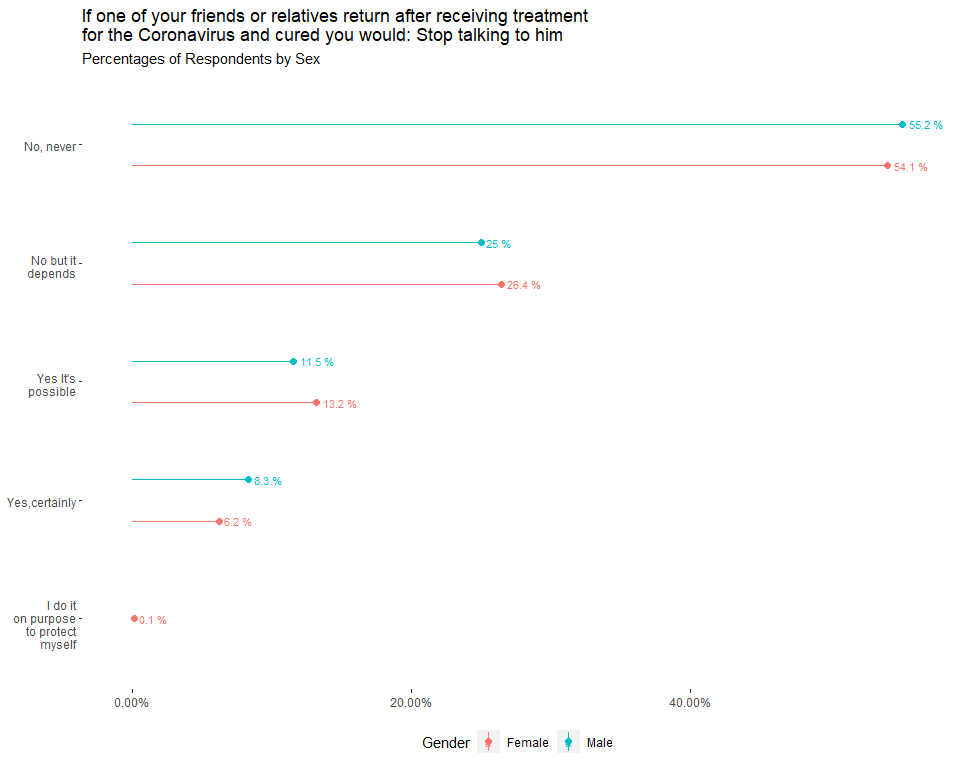 If one of your friends or relatives return after receiving treatment
for the Coronavirus and cured you would: Stop talking to him
Percentages of Respondents by Sex
55.2 %
No, never
54.1 %
25 %
No but it
depends
26.4 %
11.5 %
Yes It's
possible
13.2 %
8.3 %
Yes,certainly
6.2 %
I do it
on purpose
to protect
myself
0.1 %
0.00%
20.00%
40.00%
Gender
Female
Male